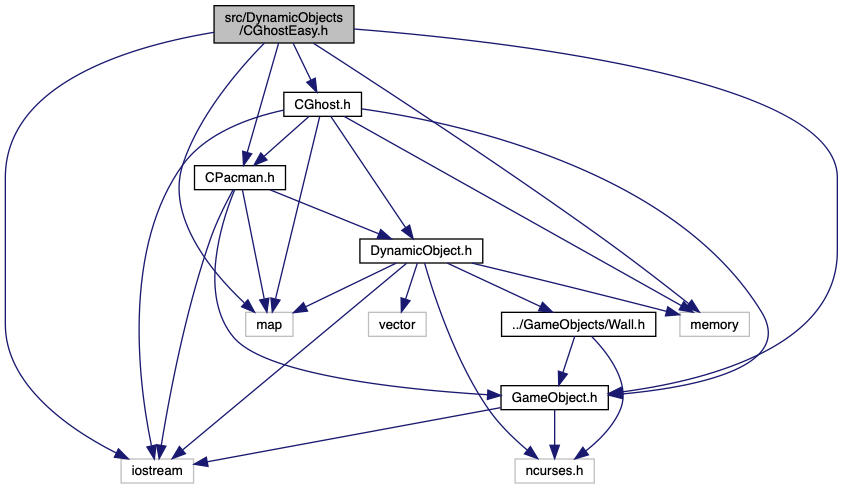 src/DynamicObjects
/CGhostEasy.h
CGhost.h
CPacman.h
DynamicObject.h
map
vector
../GameObjects/Wall.h
memory
GameObject.h
iostream
ncurses.h